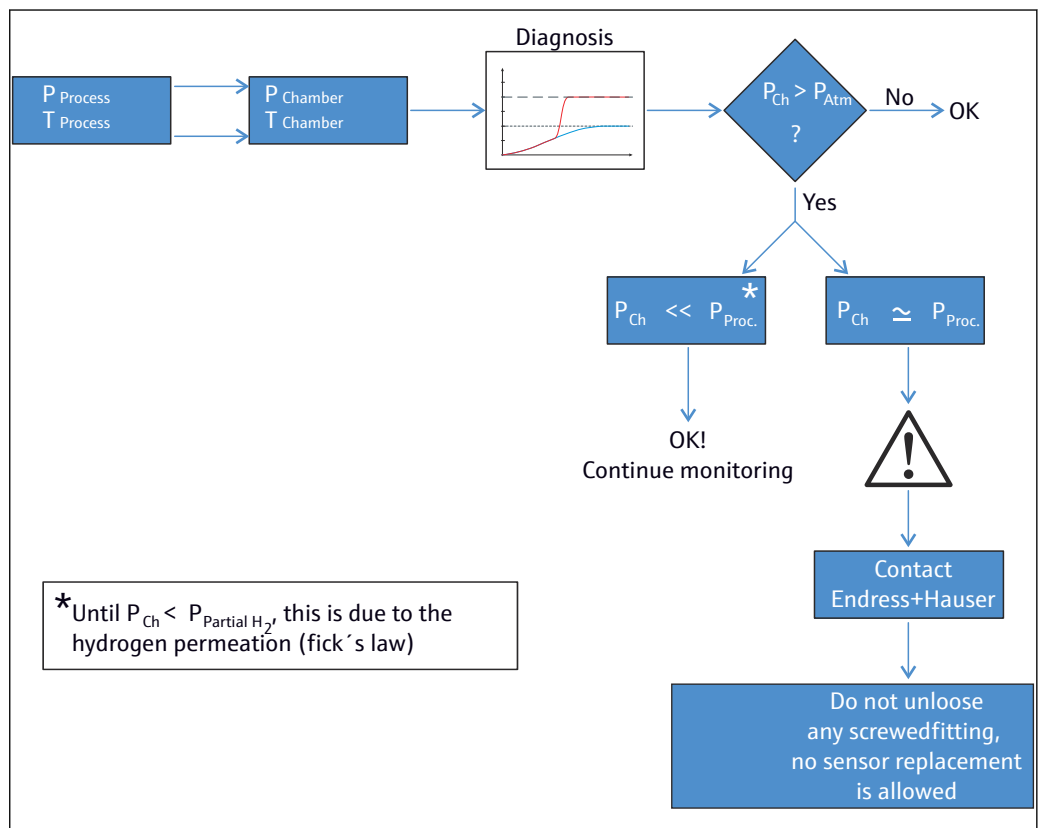 Diagnosis
P Process
T Process
P Chamber
T Chamber
P Ch > P Atm
?
No
OK
Yes
P Ch << P Proc. *
P Ch ≃ P Proc.
OK!
Continue monitoring
!
Contact
Endress+Hauser
*Until P Ch < P Partial H2, this is due to the
hydrogen permeation (fick´s law)
Do not unloose
any screwedfitting,
no sensor replacement
is allowed